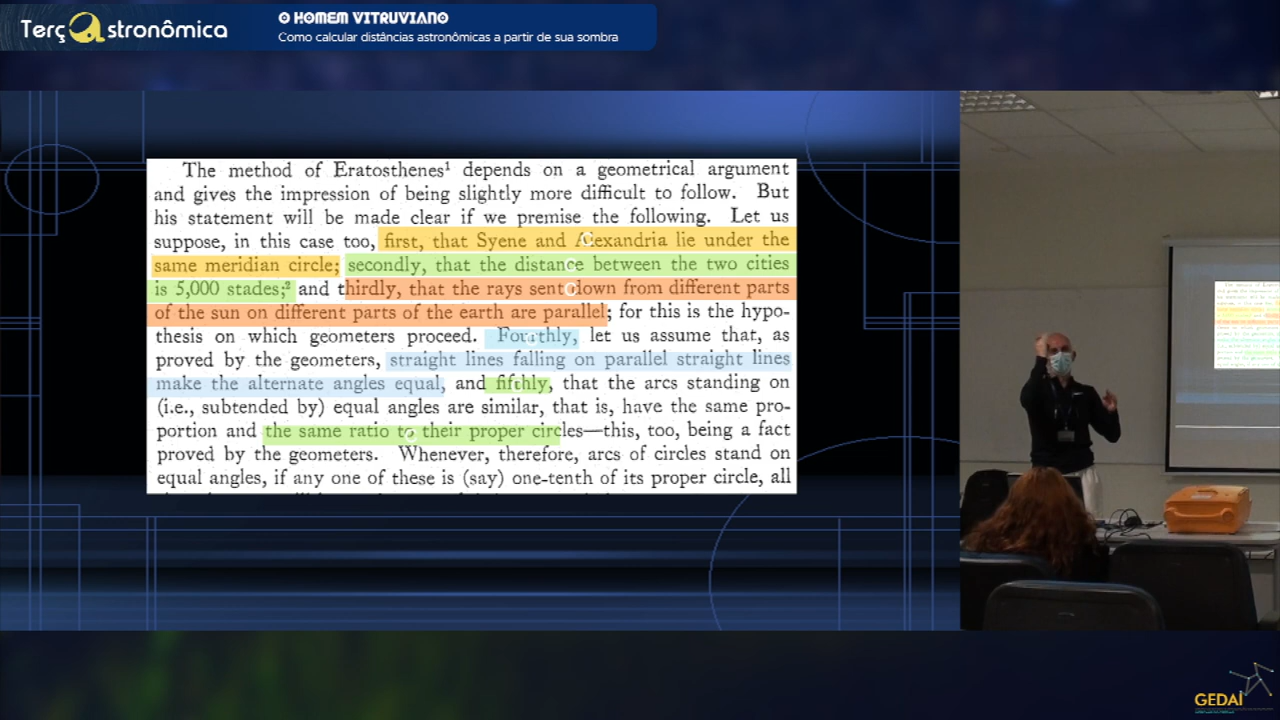 Terçastronômica
O HOMEM VITRUVIANO
Como calcular distâncias astronômicas a partir de sua sombra
The method of Eratosthenes¹ depends on a geometrical argument
and gives the impression of being slightly more difficult to follow. But
his statement will be made clear if we premise the following. Let us
suppose, in this case too, first, that Syene and Alexandria lie under the
same meridian circle; secondly, that the distance between the two cities
is 5,000 stades;² and thirdly, that the rays sent down from different parts
of the sun on different parts of the earth are parallel; for this is the hypo-
thesis on which geometers proceed. Fourthly, let us assume that, as
proved by the geometers, straight lines falling on parallel straight lines
make the alternate angles equal, and fifthly, that the arcs standing on
(i.e., subtended by) equal angles are similar, that is, have the same pro-
portion and the same ratio to their proper circles—this, too, being a fact
proved by the geometers. Whenever, therefore, arcs of circles stand on
equal angles, if any one of these is (say) one-tenth of its proper circle, all
GEDAI